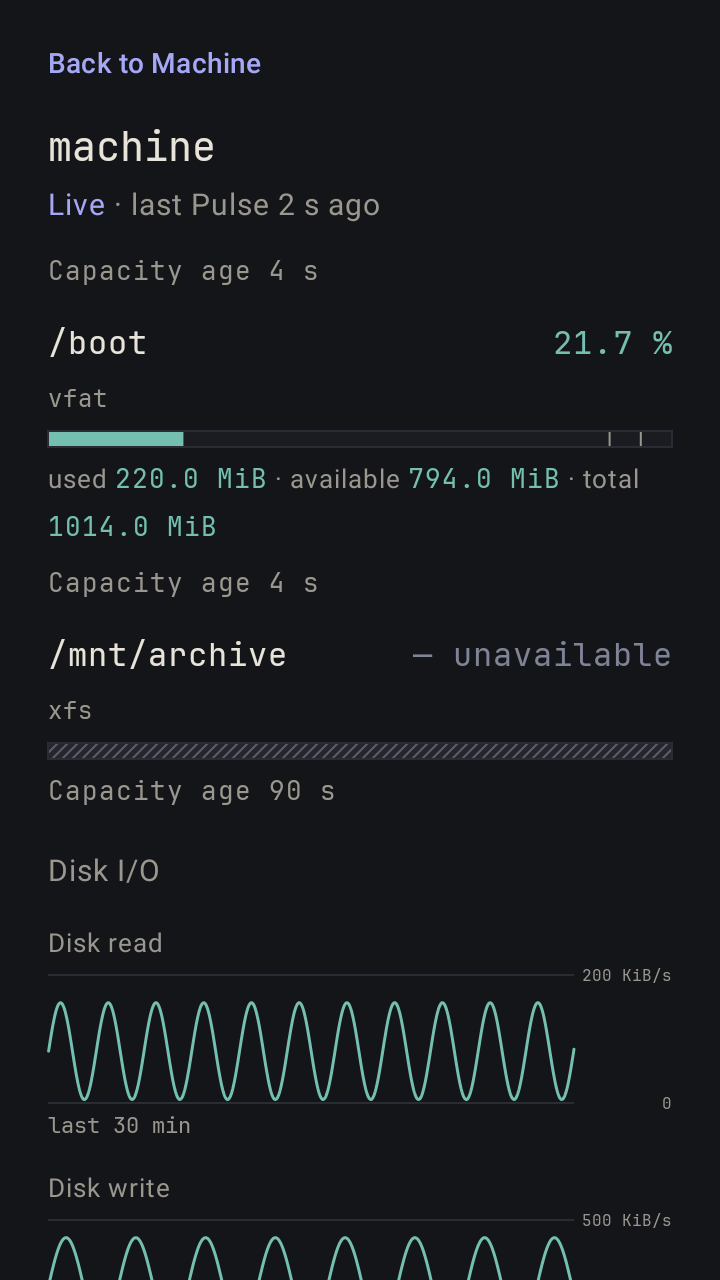 Back to Machine
machine
Live · last Pulse 2 s ago
Capacity age 4 s
/boot 21.7 %
vfat
used 220.0 MiB · available 794.0 MiB · total
1014.0 MiB
Capacity age 4 s
/mnt/archive — unavailable
xfs
Capacity age 90 s
Disk I/O
Disk read
200 KiB/s
0
last 30 min
Disk write
500 KiB/s